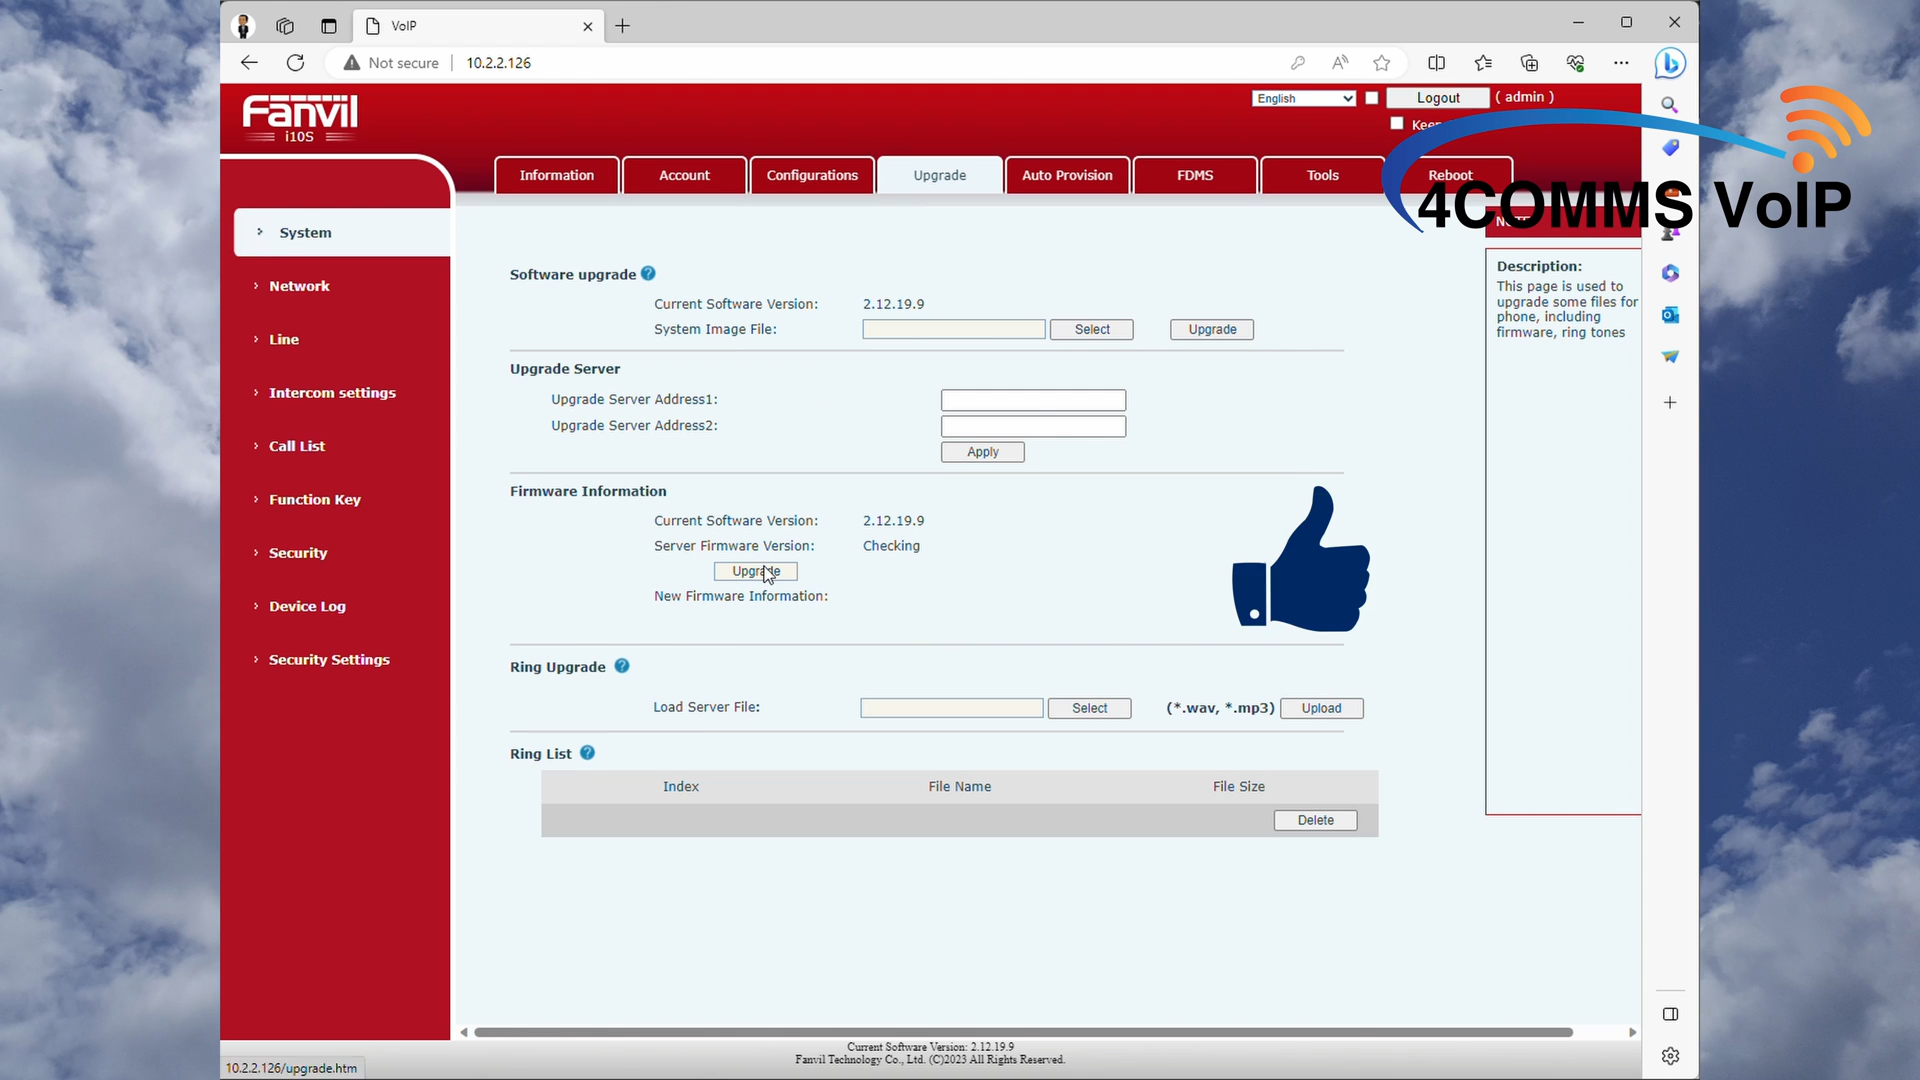 VoIP
Not secure
10.2.2.126
Fanvil
i10S
English
Logout
( admin )
4COMMS VoIP
Information
Account
Configurations
Upgrade
Auto Provision
FDMS
Tools
Reboot
System
Network
Line
Intercom settings
Call List
Function Key
Security
Device Log
Security Settings
Software upgrade
Current Software Version: 2.12.19.9
System Image File: Select Upgrade
Upgrade Server
Upgrade Server Address1:
Upgrade Server Address2:
Apply
Firmware Information
Current Software Version: 2.12.19.9
Server Firmware Version: Checking
Upgrade
New Firmware Information:
Ring Upgrade
Load Server File: Select (*.wav, *.mp3) Upload
Ring List
Index File Name File Size
Delete
Description:
This page is used to
upgrade some files for
phone, including
firmware, ring tones
Current Software Version: 2.12.19.9
Fanvil Technology Co., Ltd. (C)2023 All Rights Reserved.
10.2.2.126/upgrade.htm